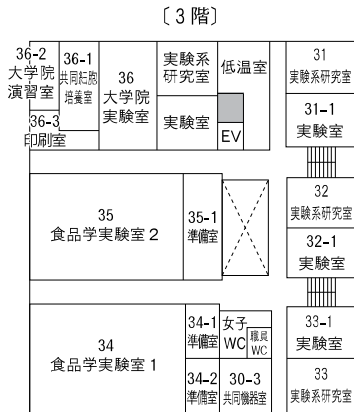 〔3階〕
36-2
大学院
演習室
36-1
共同細胞
培養室
36
大学院
実験室
実験系
研究室
低温室
31
実験系研究室
36-3
印刷室
実験室
EV
31-1
実験室
35
食品学実験室2
35-1
準備室
32
実験系研究室
32-1
実験室
34
食品学実験室1
34-1
準備室
女子
WC
職員
WC
33-1
実験室
34-2
準備室
30-3
共同機器室
33
実験系研究室